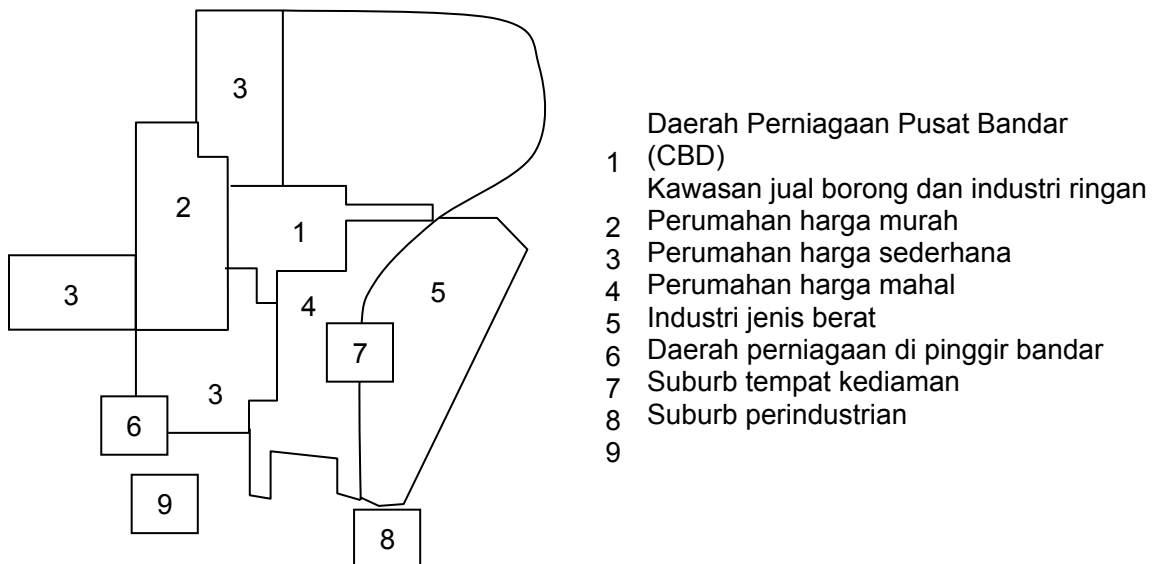 3
2
1
3
4
5
7
3
6
9
8
Daerah Perniagaan Pusat Bandar
1 (CBD)
Kawasan jual borong dan industri ringan
2 Perumahan harga murah
3 Perumahan harga sederhana
4 Perumahan harga mahal
5 Industri jenis berat
6 Daerah perniagaan di pinggir bandar
7 Suburb tempat kediaman
8 Suburb perindustrian
9